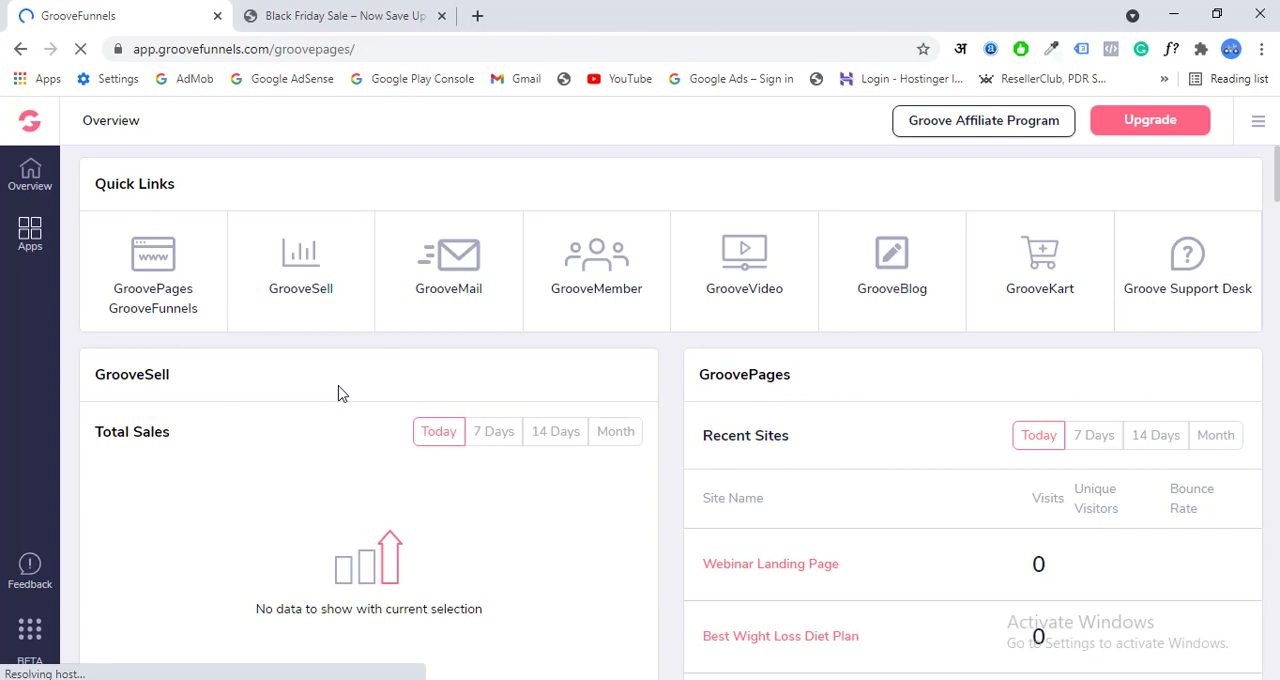 GrooveFunnels
Black Friday Sale – Now Save Up
app.groovefunnels.com/groovepages/
Apps
Settings
AdMob
Google AdSense
Google Play Console
Gmail
YouTube
Google Ads – Sign in
Login - Hostinger I...
ResellerClub, PDR S...
»
Reading list
Overview
Groove Affiliate Program
Upgrade
Overview
Apps
Feedback
BETA
Quick Links
www
GroovePages
GrooveFunnels
GrooveSell
GrooveMail
GrooveMember
GrooveVideo
GrooveBlog
GrooveKart
Groove Support Desk
GrooveSell
Total Sales
Today
7 Days
14 Days
Month
No data to show with current selection
GroovePages
Recent Sites
Today
7 Days
14 Days
Month
Site Name
Visits
Unique
Visitors
Bounce
Rate
Webinar Landing Page
0
Best Wight Loss Diet Plan
0
Activate Windows
Go to Settings to activate Windows.
Resolving host...